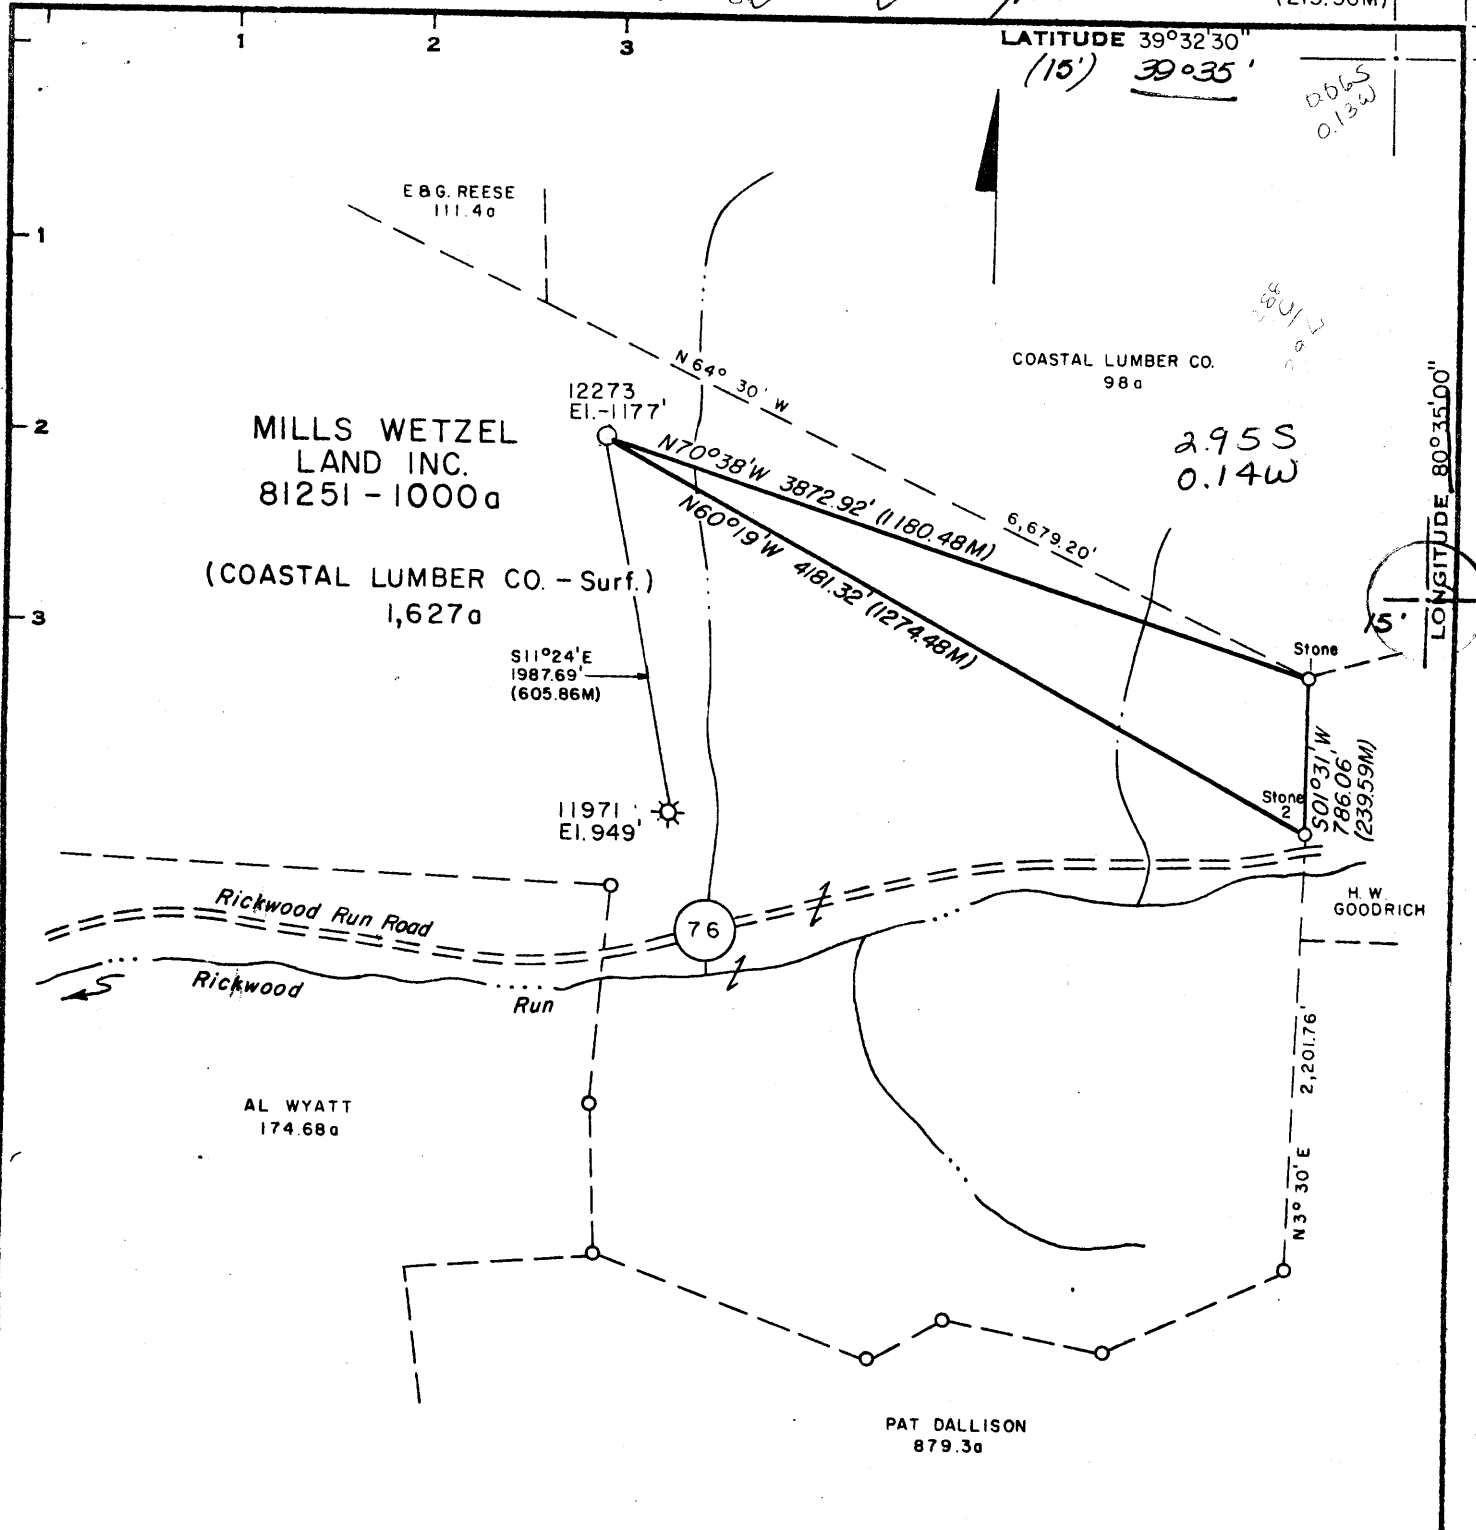 1
2
3
LATITUDE 39°32'30"
(15') 39°35'
0.13W
E & G. REESE
111.4a
1
N 64° 30' W
6,679.20'
COASTAL LUMBER CO.
98a
12273
El.-1177'
2
MILLS WETZEL
LAND INC.
81251-1000a
2.95 S
0.14W
LONGITUDE 80°35'00"
15'
N70°38'W 3872.92' (1180.48M)
N60°19'W 4181.32' (1274.48M)
(COASTAL LUMBER CO. - Surf.)
1,627a
3
S11°24'E
1987.69'
(605.86M)
Stone
1
Stone
2
S01°31'W
786.06'
(239.59M)
11971
El. 949'
H. W.
GOODRICH
Rickwood Run Road
76
Rickwood Run
S
2,201.76'
N3° 30' E
AL WYATT
174.68a
PAT DALLISON
879.3a